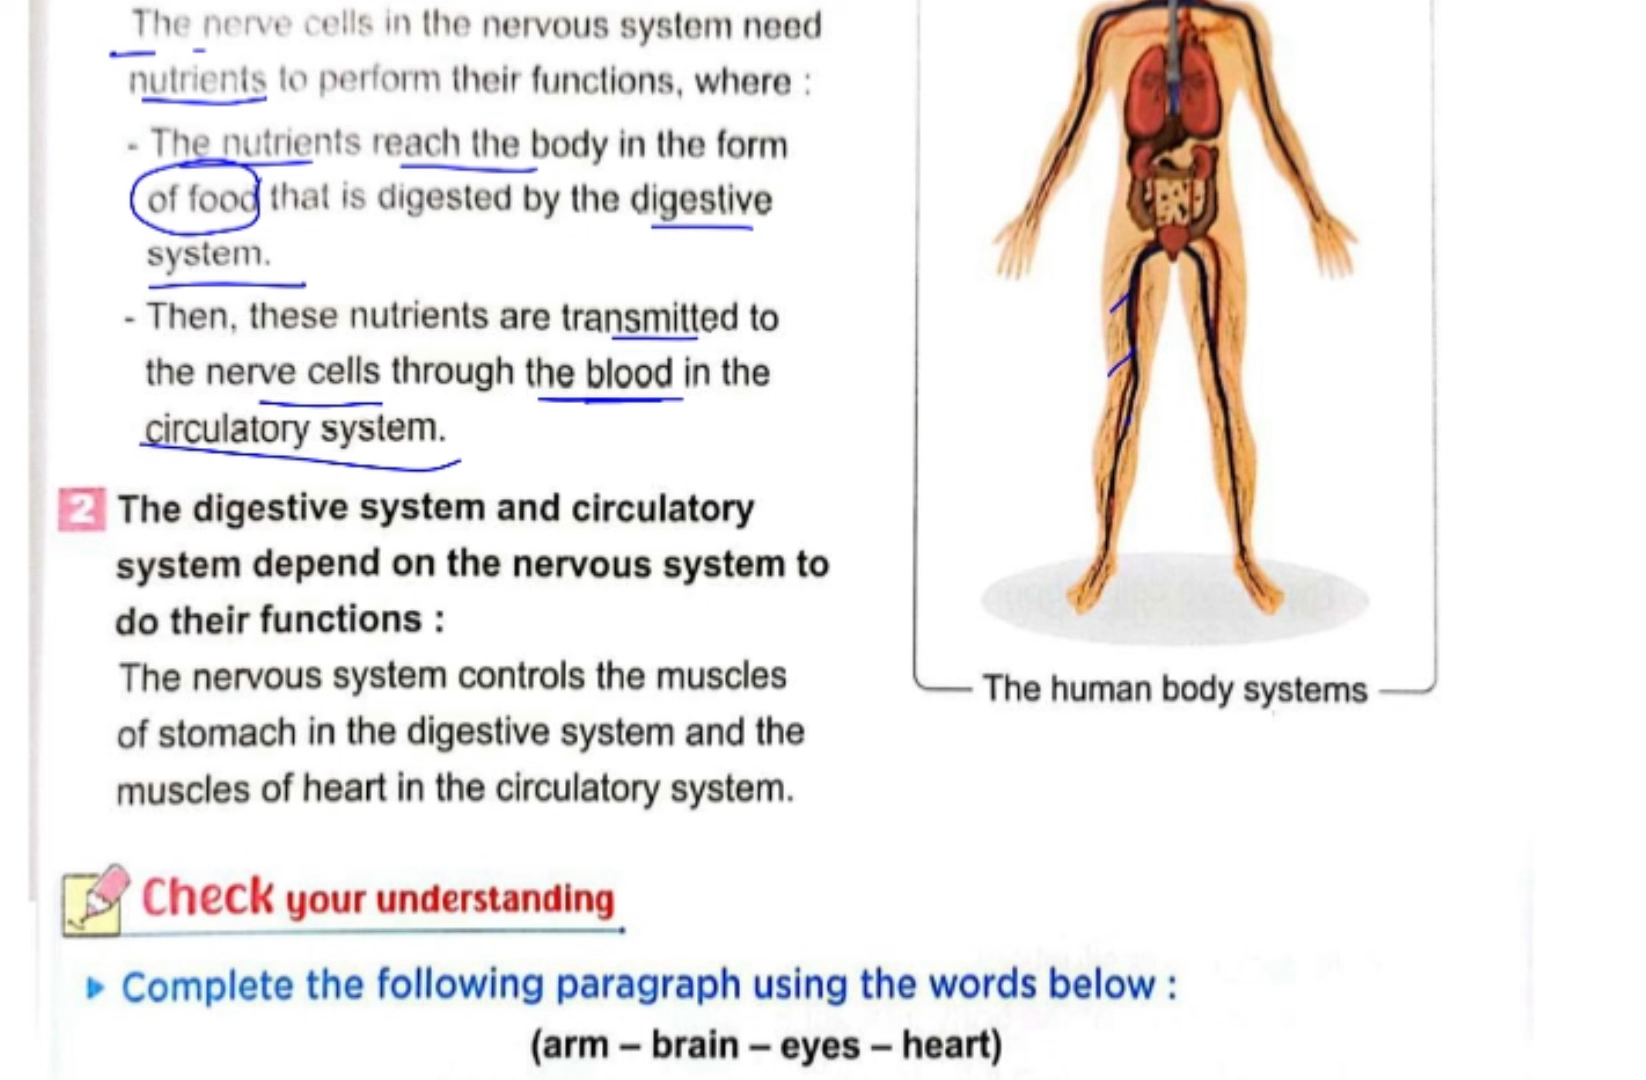 The nerve cells in the nervous system need
nutrients to perform their functions, where :
- The nutrients reach the body in the form
of food that is digested by the digestive
system.
- Then, these nutrients are transmitted to
the nerve cells through the blood in the
circulatory system.
2 The digestive system and circulatory
system depend on the nervous system to
do their functions :
The nervous system controls the muscles
of stomach in the digestive system and the
muscles of heart in the circulatory system.
The human body systems
Check your understanding
Complete the following paragraph using the words below :
(arm – brain – eyes – heart)